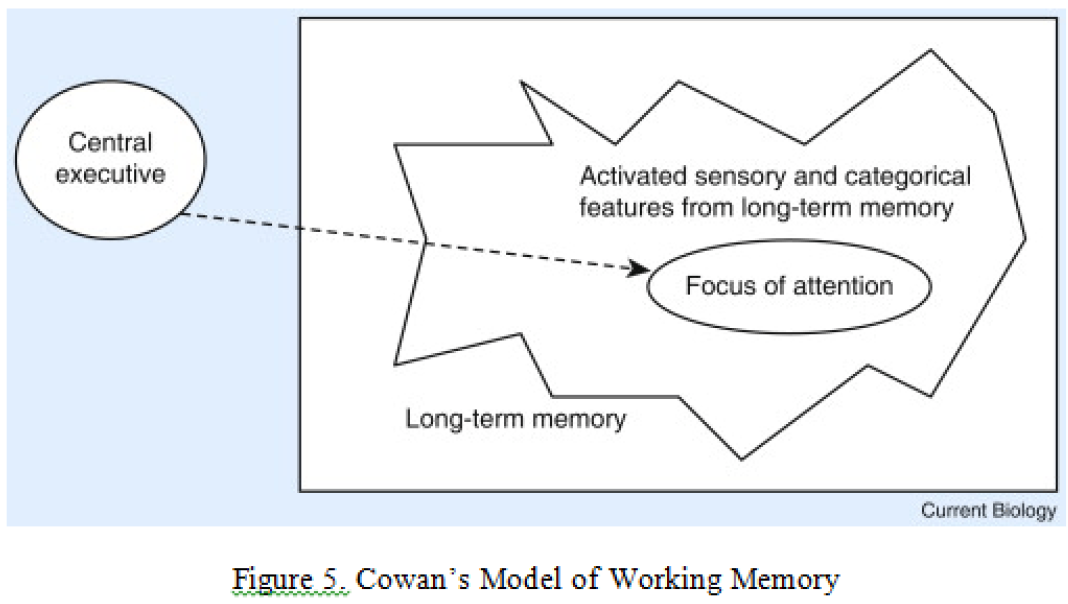 Central
executive
Activated sensory and categorical
features from long-term memory
Focus of attention
Long-term memory
Current Biology
Figure 5. Cowan’s Model of Working Memory